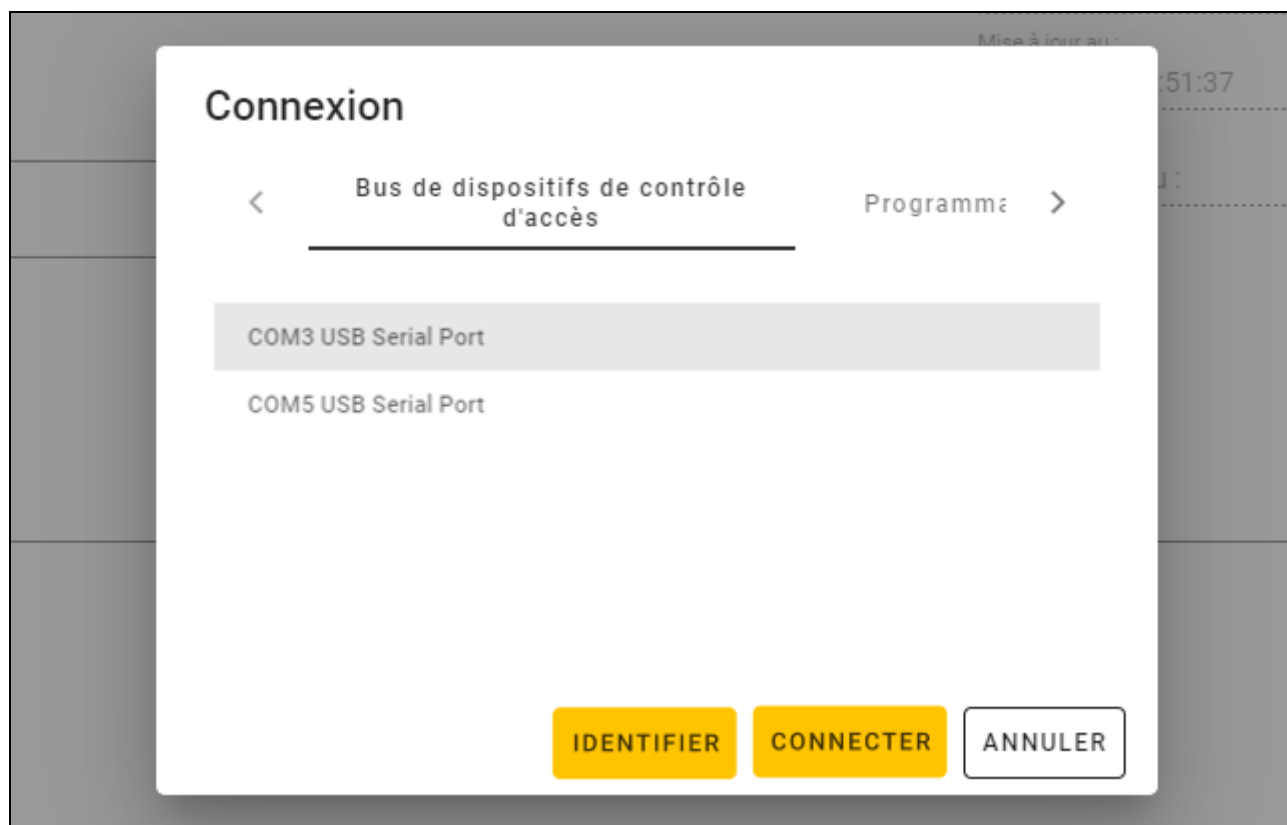 Mise à jour au :
:51:37
Connexion
Bus de dispositifs de contrôle
d'accès
Programma
COM3 USB Serial Port
COM5 USB Serial Port
IDENTIFIER
CONNECTER
ANNULER